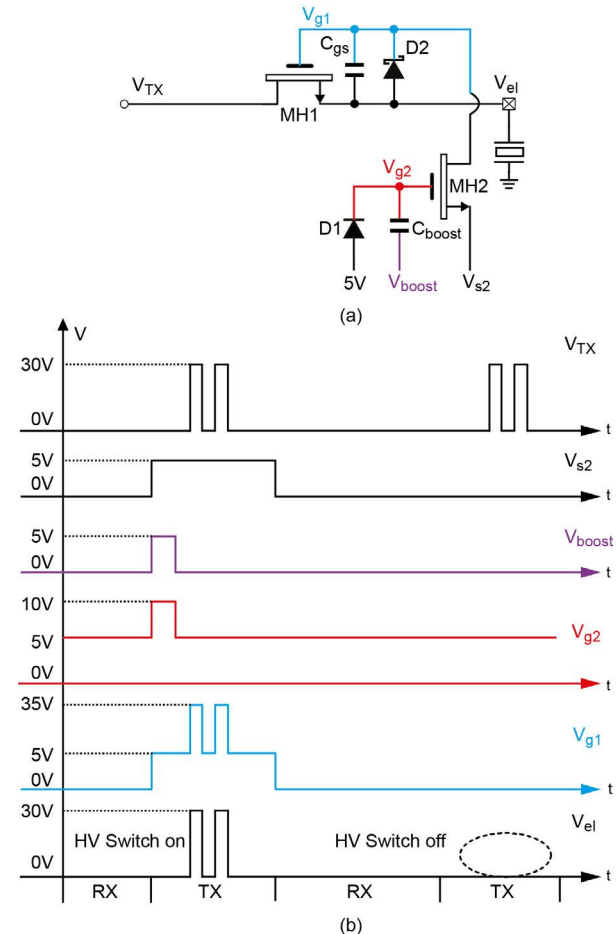 Vg1
Cgs
D2
VTX
Vel
MH1
Vg2
MH2
D1
Cboost
5V
Vboost
Vs2
(a)
V
30V
VTX
0V
t
5V
Vs2
0V
t
5V
Vboost
0V
t
10V
5V
Vg2
0V
t
35V
Vg1
5V
0V
t
30V
Vel
HV Switch on
HV Switch off
0V
t
RX
TX
RX
TX
(b)